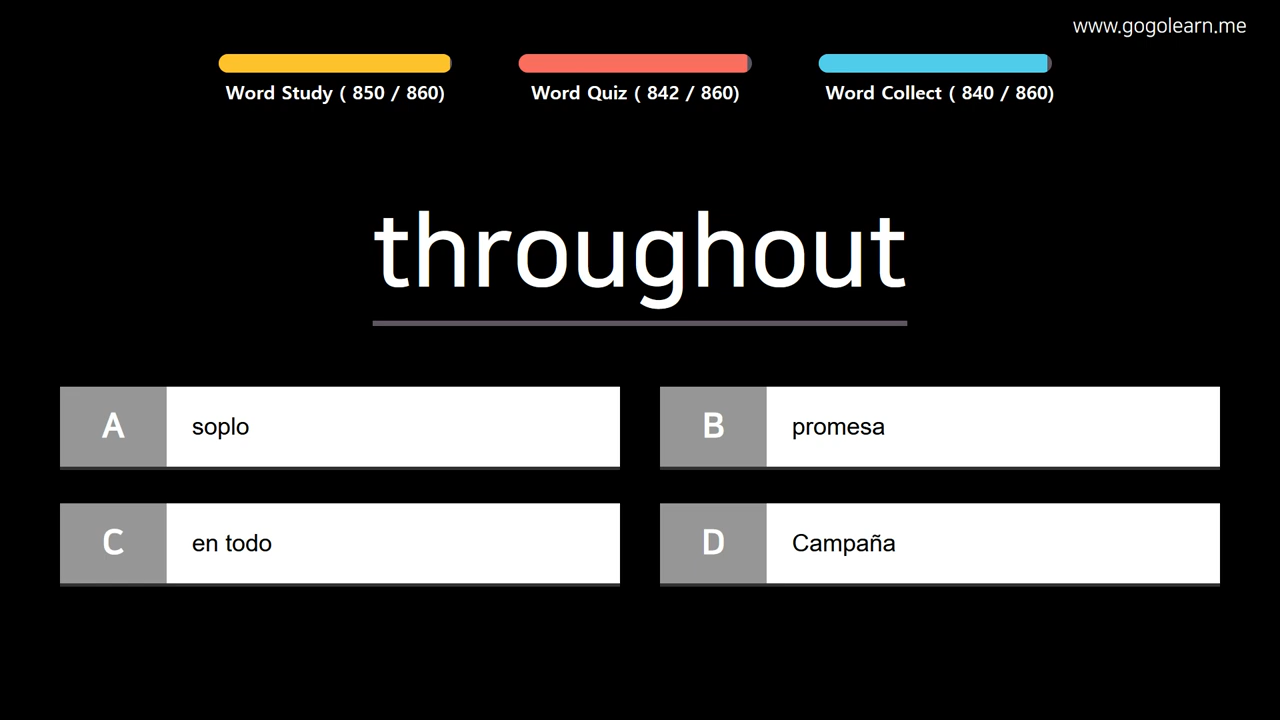 www.gogolearn.me
Word Study ( 850 / 860)
Word Quiz ( 842 / 860)
Word Collect ( 840 / 860)
throughout
A soplo
B promesa
C en todo
D Campaña